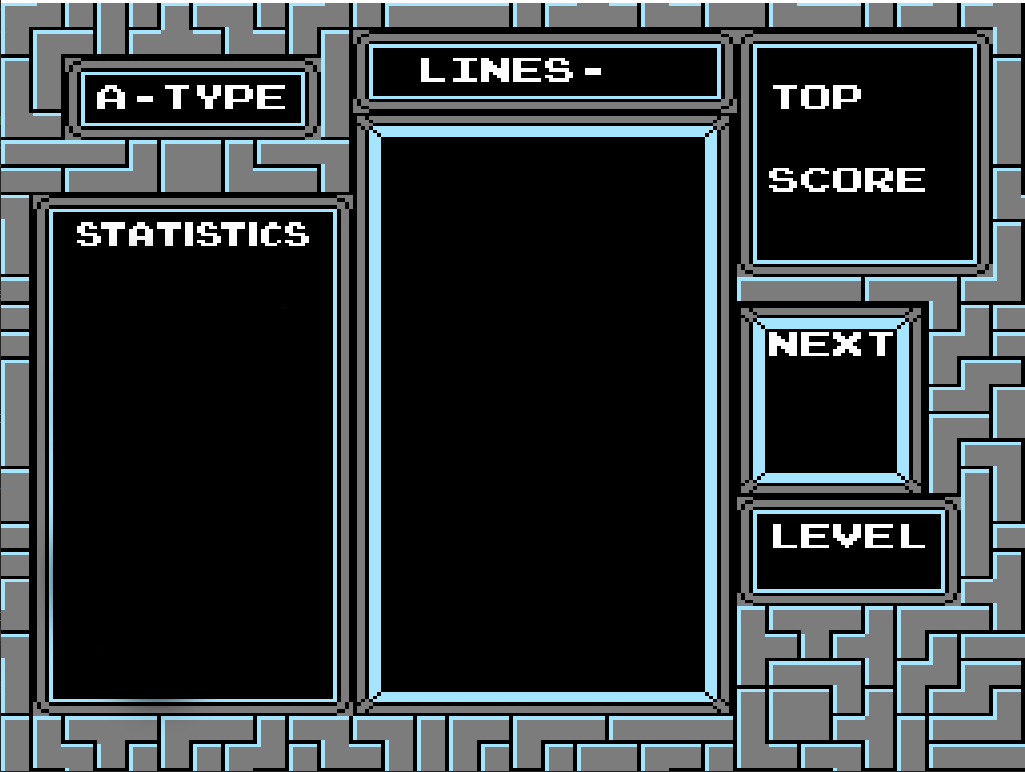 A-TYPE
STATISTICS
LINES-
TOP
SCORE
NEXT
LEVEL